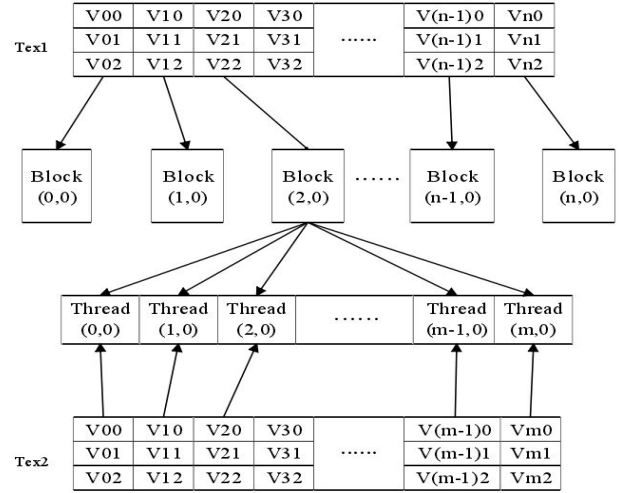 V00 V10 V20 V30 V(n-1)0 Vn0
Tex1 V01 V11 V21 V31 ...... V(n-1)1 Vn1
V02 V12 V22 V32 V(n-1)2 Vn2
Block Block Block ...... Block Block
(0,0) (1,0) (2,0) (n-1,0) (n,0)
Thread Thread Thread ...... Thread Thread
(0,0) (1,0) (2,0) (m-1,0) (m,0)
V00 V10 V20 V30 V(m-1)0 Vm0
V01 V11 V21 V31 ...... V(m-1)1 Vm1
Tex2 V02 V12 V22 V32 V(m-1)2 Vm2